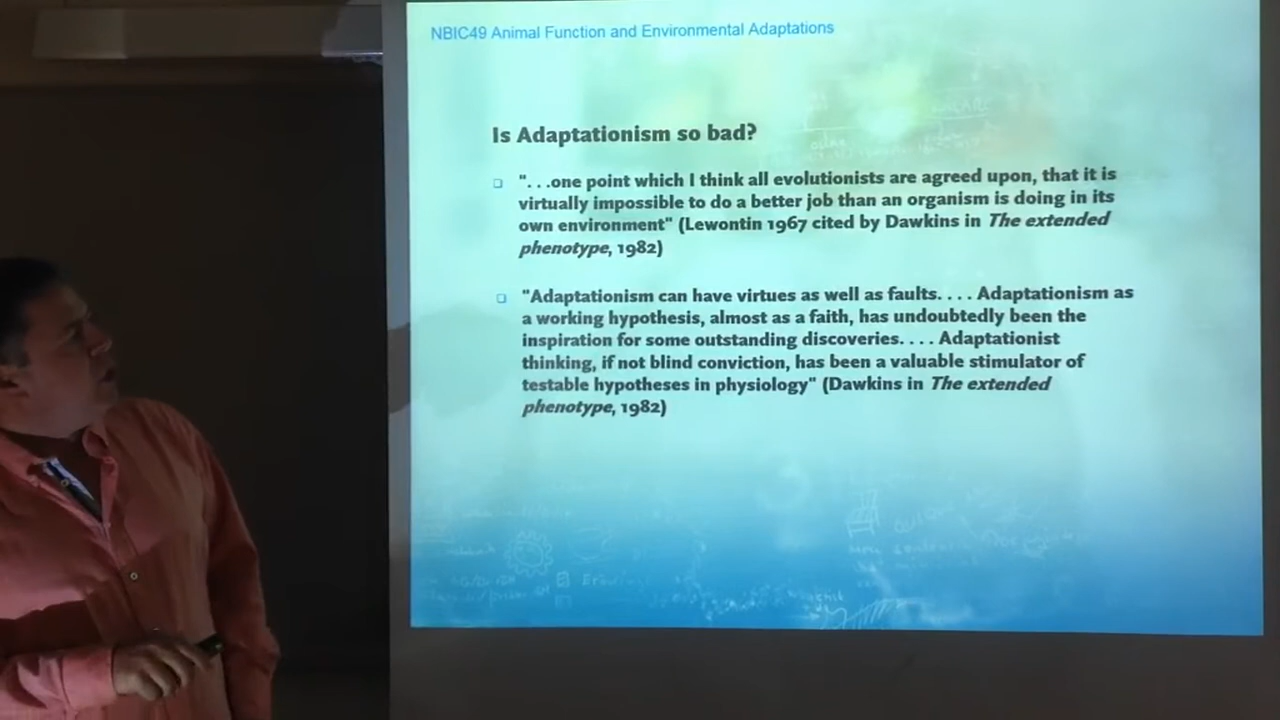 NBIC49 Animal Function and Environmental Adaptations
Is Adaptationism so bad?
"...one point which I think all evolutionists are agreed upon, that it is
virtually impossible to do a better job than an organism is doing in its
own environment" (Lewontin 1967 cited by Dawkins in The extended
phenotype, 1982)
"Adaptationism can have virtues as well as faults.... Adaptationism as
a working hypothesis, almost as a faith, has undoubtedly been the
inspiration for some outstanding discoveries.... Adaptationist
thinking, if not blind conviction, has been a valuable stimulator of
testable hypotheses in physiology" (Dawkins in The extended
phenotype, 1982)